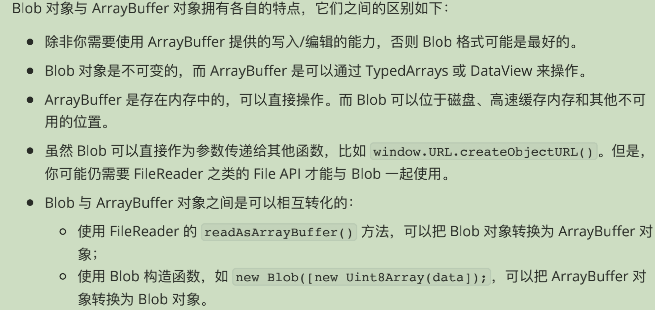 Blob 对象与 ArrayBuffer 对象拥有各自的特点，它们之间的区别如下：
除非你需要使用 ArrayBuffer 提供的写入/编辑的能力，否则 Blob 格式可能是最好的。
Blob 对象是不可变的，而 ArrayBuffer 是可以通过 TypedArrays 或 DataView 来操作。
ArrayBuffer 是存在内存中的，可以直接操作。而 Blob 可以位于磁盘、高速缓存内存和其他不可
用的位置。
虽然 Blob 可以直接作为参数传递给其他函数，比如 window.URL.createObjectURL()。但是，
你可能仍需要 FileReader 之类的 File API 才能与 Blob 一起使用。
Blob 与 ArrayBuffer 对象之间是可以相互转化的：
使用 FileReader 的 readAsArrayBuffer() 方法，可以把 Blob 对象转换为 ArrayBuffer 对
象；
使用 Blob 构造函数，如 new Blob([new Uint8Array(data]);，可以把 ArrayBuffer 对
象转换为 Blob 对象。